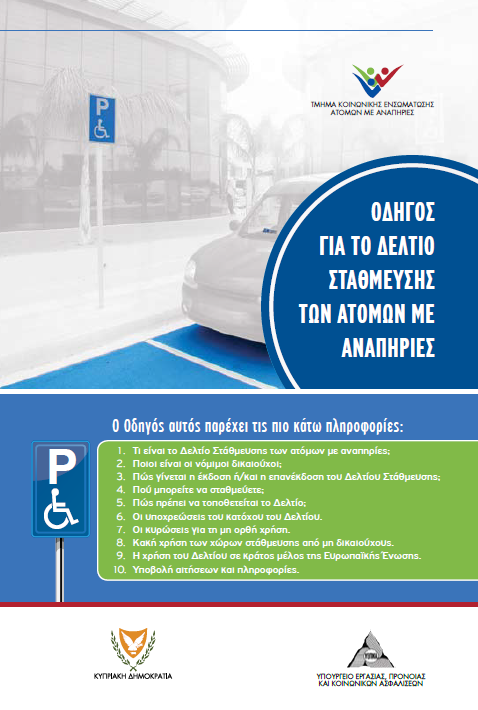 P
ΤΜΗΜΑ ΚΟΙΝΩΝΙΚΗΣ ΕΝΣΩΜΑΤΩΣΗΣ
ΑΤΟΜΩΝ ΜΕ ΑΝΑΠΗΡΙΕΣ
ΟΔΗΓΟΣ
ΓΙΑ ΤΟ ΔΕΛΤΙΟ
ΣΤΑΘΜΕΥΣΗΣ
ΤΩΝ ΑΤΟΜΩΝ ΜΕ
ΑΝΑΠΗΡΙΕΣ
Ο Οδηγός αυτός παρέχει τις πιο κάτω πληροφορίες:
P
1. Τι είναι το Δελτίο Στάθμευσης των ατόμων με αναπηρίες;
2. Ποιοι είναι οι νόμιμοι δικαιούχοι;
3. Πώς γίνεται η έκδοση ή/και η επανέκδοση του Δελτίου Στάθμευσης;
4. Πού μπορείτε να σταθμεύετε;
5. Πώς πρέπει να τοποθετείται το Δελτίο;
6. Οι υποχρεώσεις του κατόχου του Δελτίου.
7. Οι κυρώσεις για τη μη ορθή χρήση.
8. Κακή χρήση των χώρων στάθμευσης από μη δικαιούχους.
9. Η χρήση του Δελτίου σε κράτος μέλος της Ευρωπαϊκής Ένωσης.
10. Υποβολή αιτήσεων και πληροφορίες.
ΚΥΠΡΙΑΚΗ ΔΗΜΟΚΡΑΤΙΑ
ΥΠΟΥΡΓΕΙΟ ΕΡΓΑΣΙΑΣ, ΠΡΟΝΟΙΑΣ
ΚΑΙ ΚΟΙΝΩΝΙΚΩΝ ΑΣΦΑΛΙΣΕΩΝ